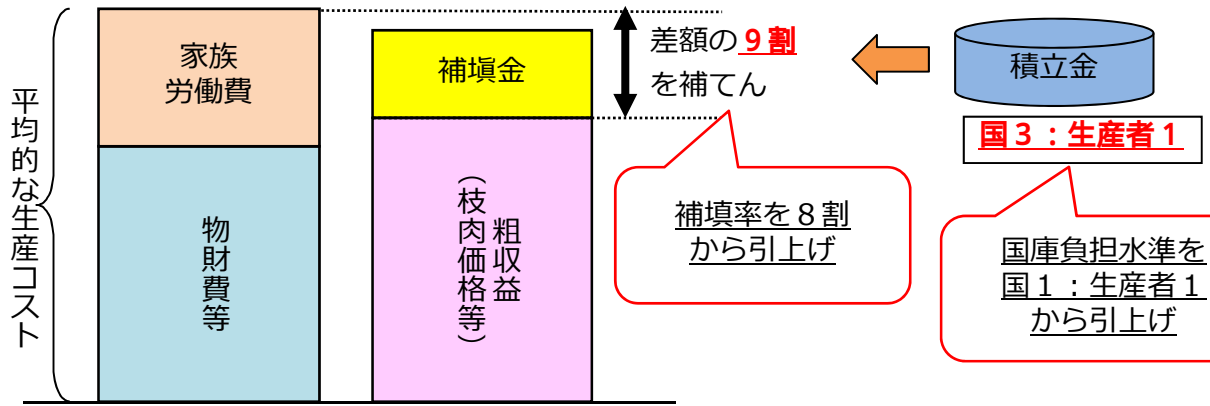 平均的な生産コスト
家族
労働費
物財費等
補塡金
粗収益
（枝肉価格等）
差額の９割
を補てん
積立金
国３：生産者１
補塡率を８割
から引上げ
国庫負担水準を
国１：生産者１
から引上げ